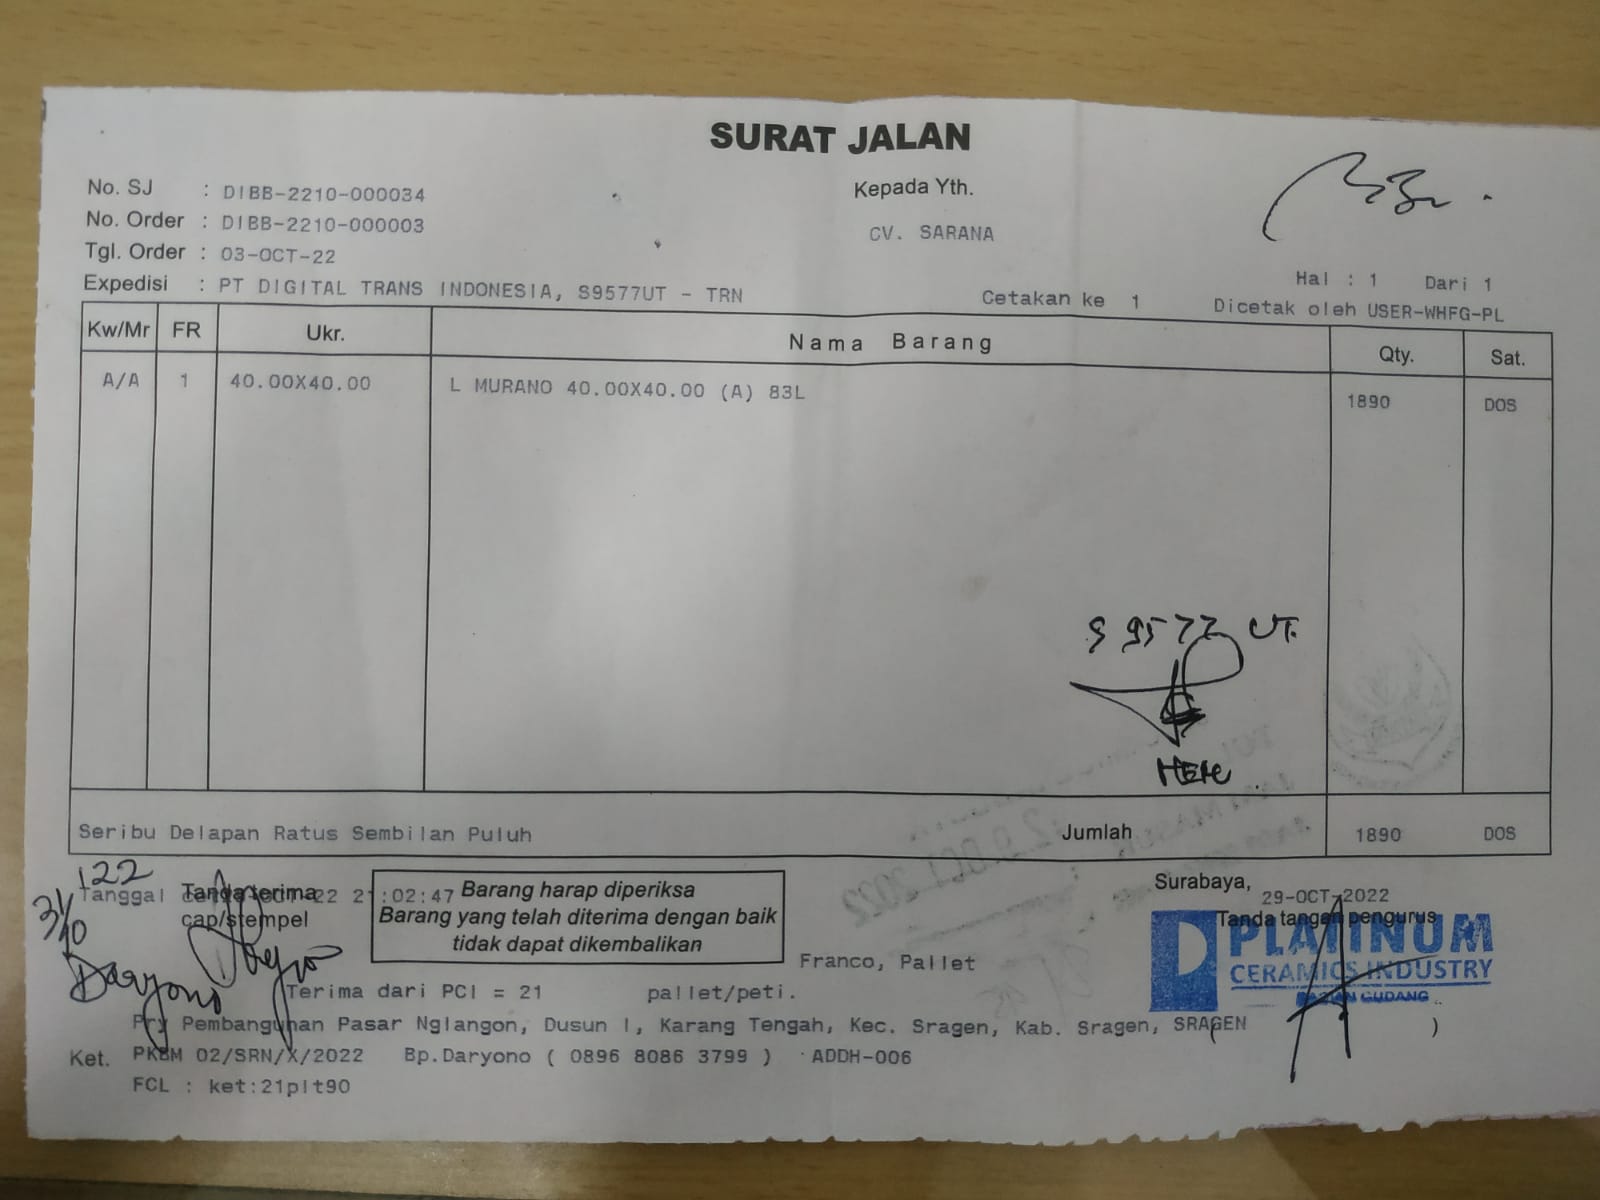 SURAT JALAN
No. SJ : DIBB-2210-000034
No. Order : DIBB-2210-000003
Tgl. Order : 03-OCT-22
Expedisi : PT DIGITAL TRANS INDONESIA, S9577UT - TRN
Kepada Yth.
CV. SARANA
Hal : 1 Dari 1
Cetakan ke 1 Dicetak oleh USER-WHFG-PL
Kw/Mr FR Ukr. Nama Barang Qty. Sat.
A/A 1 40.00X40.00 L MURANO 40.00X40.00 (A) 83L 1890 DOS
S 9577 UT.
Seribu Delapan Ratus Sembilan Puluh Jumlah 1890 DOS
31/10 '22
Tanggal 22 21:02:47
Tanda terima
cap/stempel
Daryono
Barang harap diperiksa
Barang yang telah diterima dengan baik
tidak dapat dikembalikan
Surabaya, 29-OCT-2022
Tanda tangan pengurus
PLATINUM
CERAMICS INDUSTRY
BAGIAN GUDANG
Franco, Pallet
Terima dari PCI = 21 pallet/peti.
Pry Pembangunan Pasar Nglangon, Dusun I, Karang Tengah, Kec. Sragen, Kab. Sragen, SRAGEN
( )
Ket. PKBM 02/SRN/X/2022 Bp.Daryono ( 0896 8086 3799 ) ADDH-006
FCL : ket:21plt90